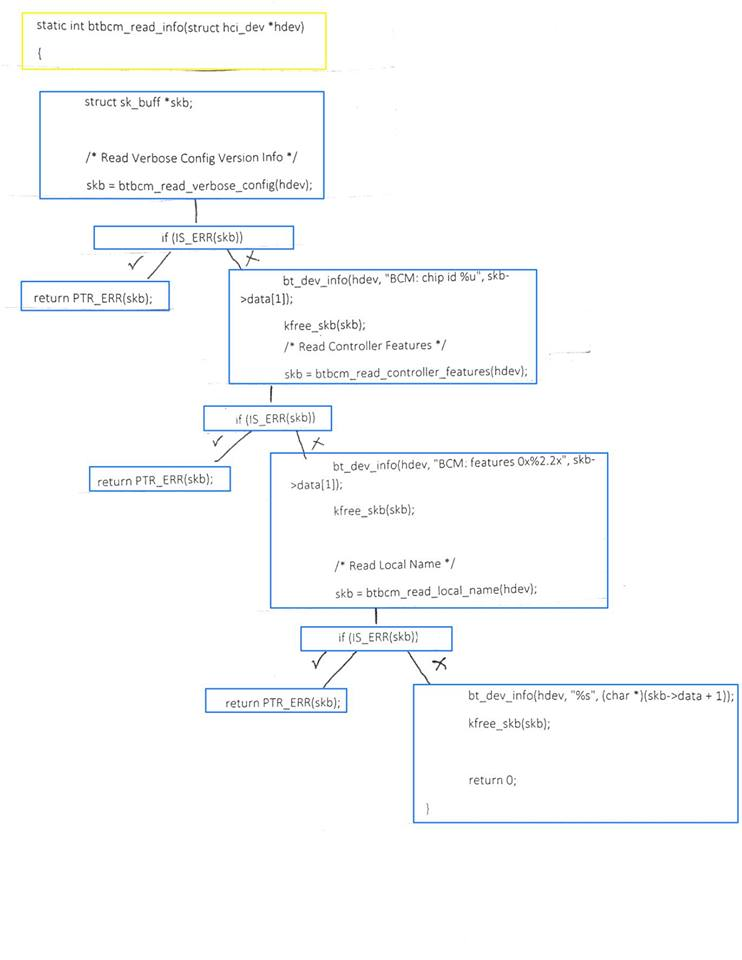 static int btbcm_read_info(struct hci_dev *hdev)
{
struct sk_buff *skb;
/* Read Verbose Config Version Info */
skb = btbcm_read_verbose_config(hdev);
if (IS_ERR(skb))
✓ ✗
return PTR_ERR(skb);
bt_dev_info(hdev, "BCM: chip id %u", skb-
>data[1]);
kfree_skb(skb);
/* Read Controller Features */
skb = btbcm_read_controller_features(hdev);
if (IS_ERR(skb))
✓ ✗
return PTR_ERR(skb);
bt_dev_info(hdev, "BCM: features 0x%2.2x", skb-
>data[1]);
kfree_skb(skb);
/* Read Local Name */
skb = btbcm_read_local_name(hdev);
if (IS_ERR(skb))
✓ ✗
return PTR_ERR(skb);
bt_dev_info(hdev, "%s", (char *)(skb->data + 1));
kfree_skb(skb);
return 0;
}